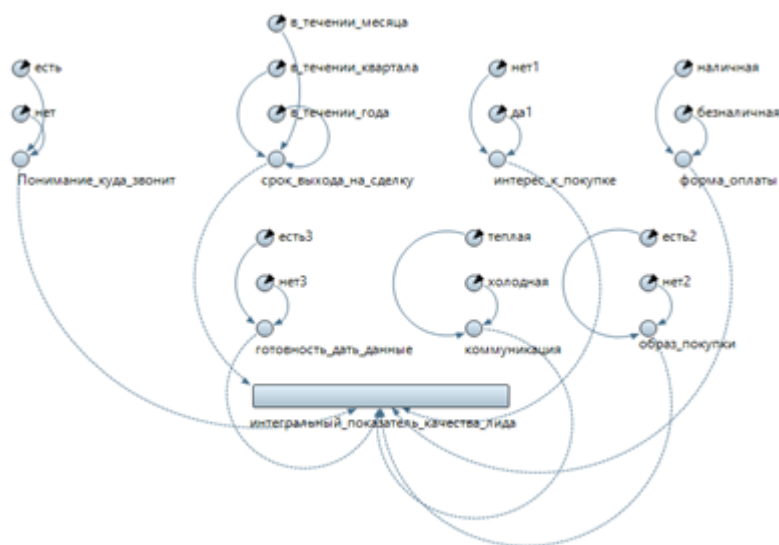 в_течении_месяца
есть
в_течении_квартала
нет1
наличная
нет
в_течении_года
да1
безналичная
Понимание_куда_звонит
срок_выхода_на_сделку
интерес_к_покупке
форма_оплаты
есть3
теплая
есть2
нет3
холодная
нет2
готовность_дать_данные
коммуникация
образ_покупки
интегральный_показатель_качества_лида